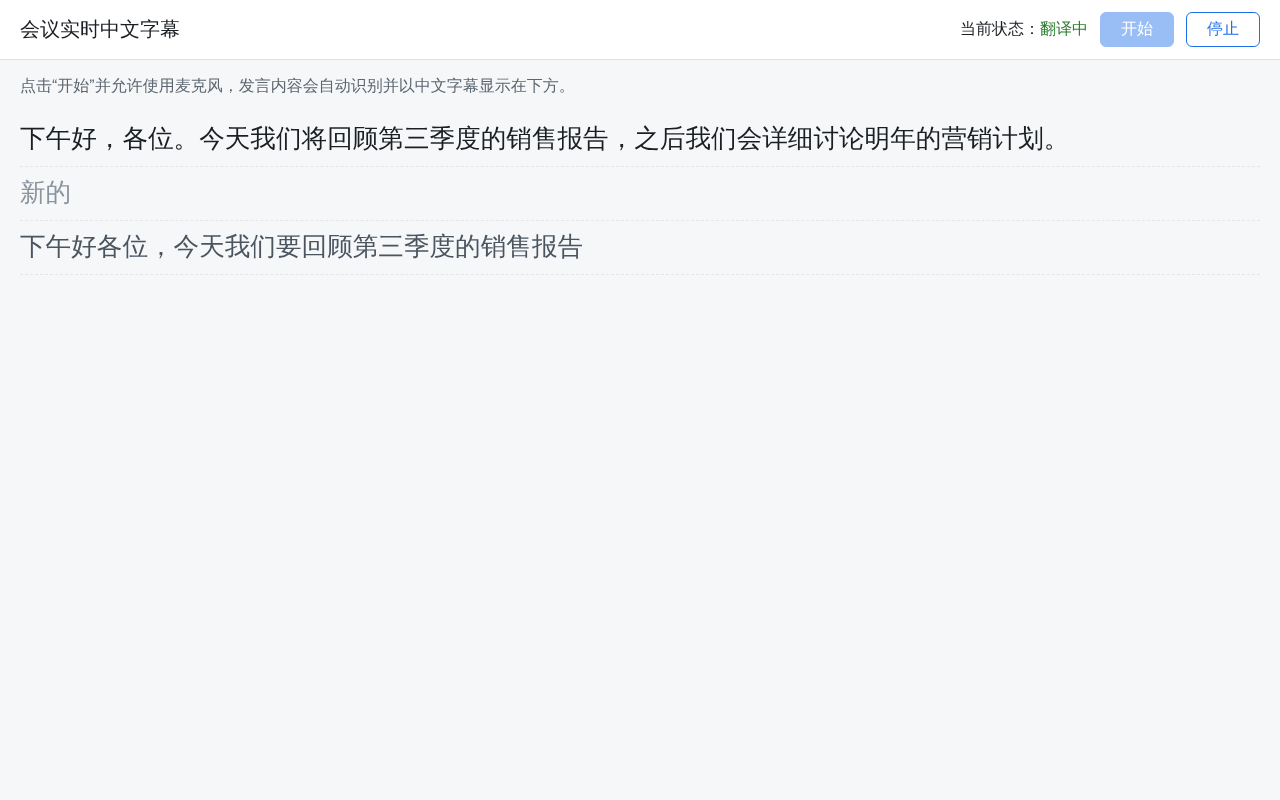 会议实时中文字幕
当前状态：翻译中
开始
停止
点击“开始”并允许使用麦克风，发言内容会自动识别并以中文字幕显示在下方。
下午好，各位。今天我们将回顾第三季度的销售报告，之后我们会详细讨论明年的营销计划。
新的
下午好各位，今天我们要回顾第三季度的销售报告